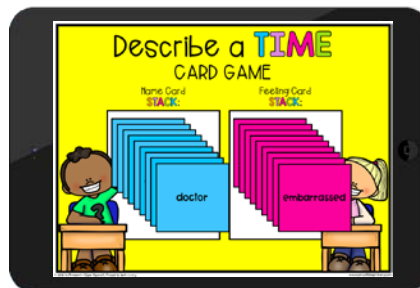 Describe a TIME
CARD GAME
Name Card Feeling Card
STACK: STACK:
doctor embarrassed